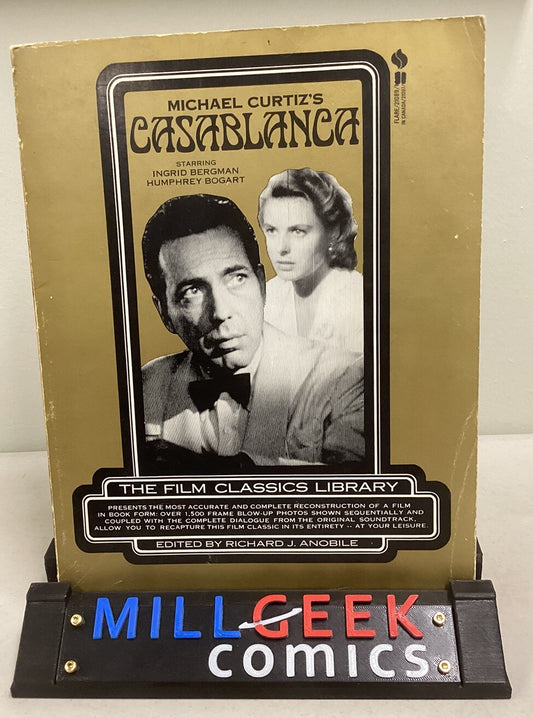 MICHAEL CURTIZ'S
CASABLANCA
STARRING
INGRID BERGMAN
HUMPHREY BOGART
THE FILM CLASSICS LIBRARY
PRESENTS THE MOST ACCURATE AND COMPLETE RECONSTRUCTION OF A FILM
IN BOOK FORM: OVER 1,500 FRAME BLOW-UP PHOTOS SHOWN SEQUENTIALLY AND
COUPLED WITH THE COMPLETE DIALOGUE FROM THE ORIGINAL SOUNDTRACK,
ALLOW YOU TO RECAPTURE THIS FILM CLASSIC IN ITS ENTIRETY -- AT YOUR LEISURE.
EDITED BY RICHARD J. ANOBILE
MILL GEEK
comics